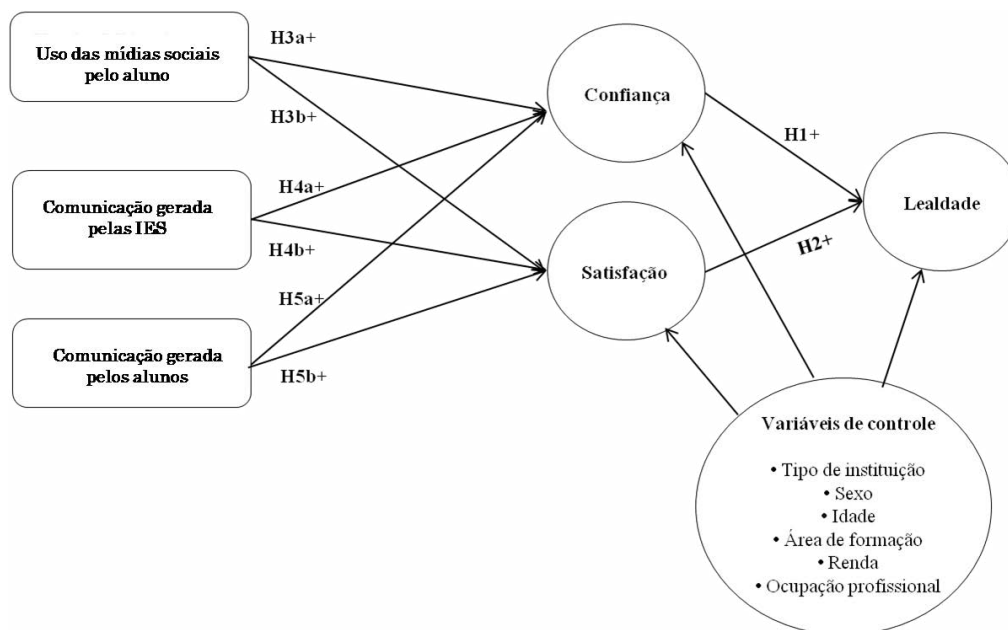 Uso das mídias sociais
pelo aluno
H3a+
H3b+
Confiança
H1+
Comunicação gerada
pelas IES
H4a+
H4b+
Lealdade
H2+
Satisfação
H5a+
Comunicação gerada
pelos alunos
H5b+
Variáveis de controle
• Tipo de instituição
• Sexo
• Idade
• Área de formação
• Renda
• Ocupação profissional